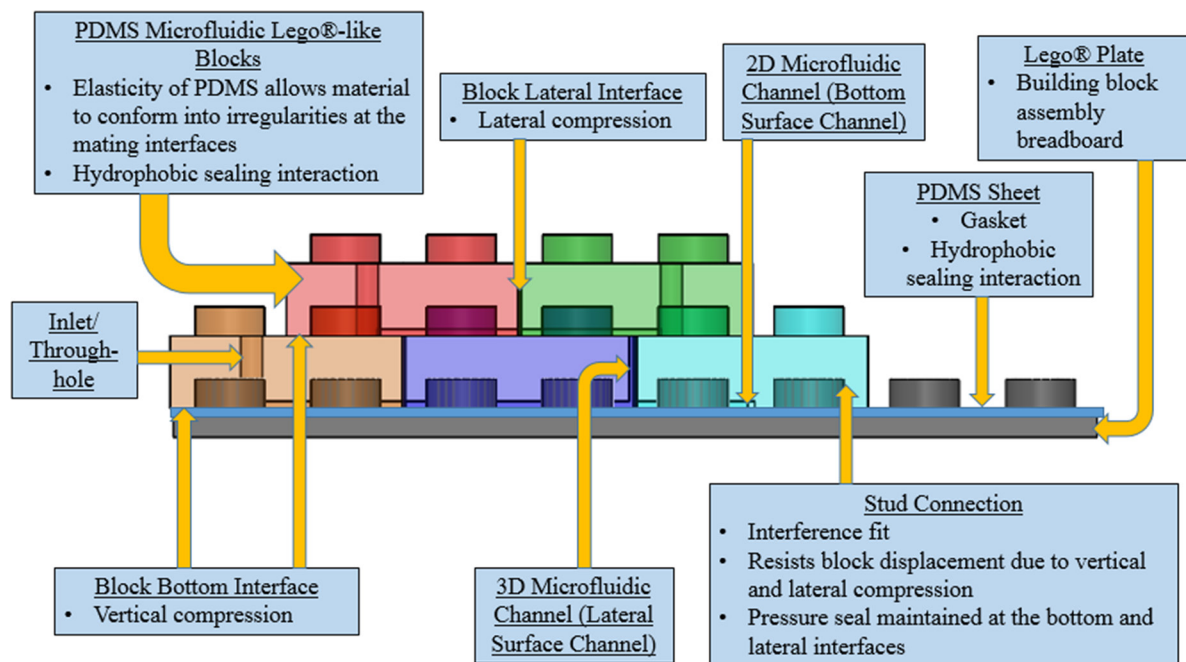 PDMS Microfluidic Lego®-like
Blocks
• Elasticity of PDMS allows material
to conform into irregularities at the
mating interfaces
• Hydrophobic sealing interaction
Block Lateral Interface
• Lateral compression
2D Microfluidic
Channel (Bottom
Surface Channel)
Lego® Plate
• Building block
assembly
breadboard
PDMS Sheet
• Gasket
• Hydrophobic
sealing interaction
Inlet/
Through-
hole
Block Bottom Interface
• Vertical compression
3D Microfluidic
Channel (Lateral
Surface Channel)
Stud Connection
• Interference fit
• Resists block displacement due to vertical
and lateral compression
• Pressure seal maintained at the bottom and
lateral interfaces